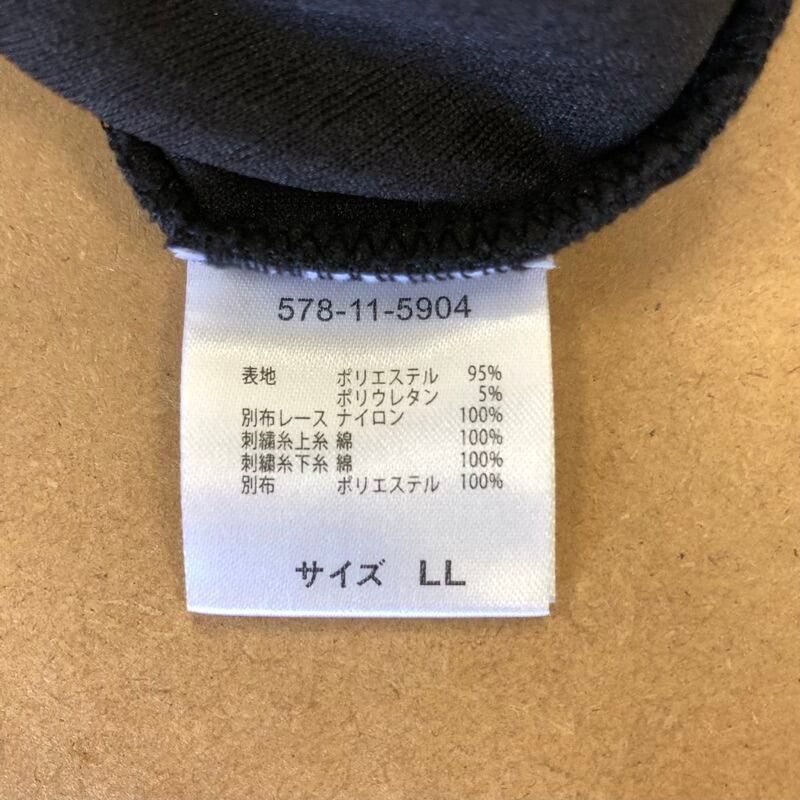 578-11-5904
表地 ポリエステル 95%
ポリウレタン 5%
別布レース ナイロン 100%
刺繍糸上糸 綿 100%
刺繍糸下糸 綿 100%
別布 ポリエステル 100%
サイズ LL